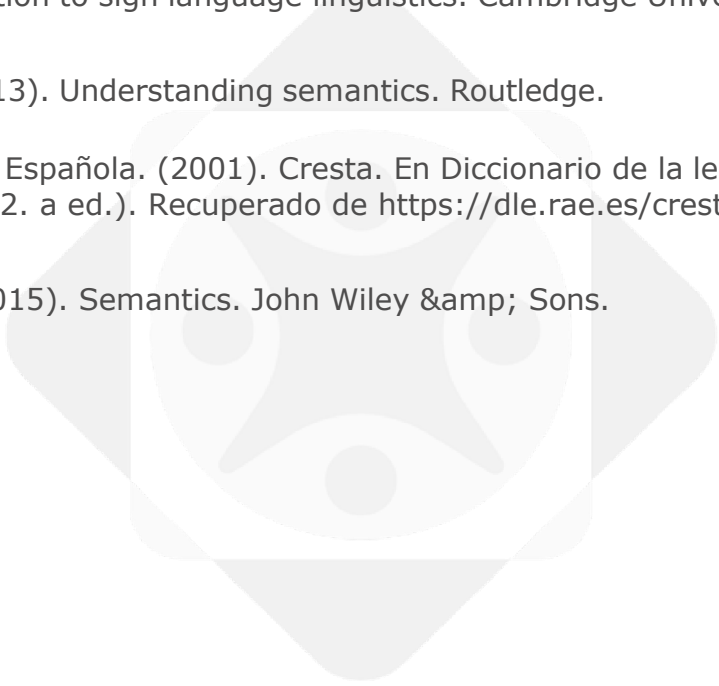 tion to sign language linguistics. Cambridge Unive
13). Understanding semantics. Routledge.
Española. (2001). Cresta. En Diccionario de la le
2. a ed.). Recuperado de https://dle.rae.es/crest
015). Semantics. John Wiley &amp; Sons.